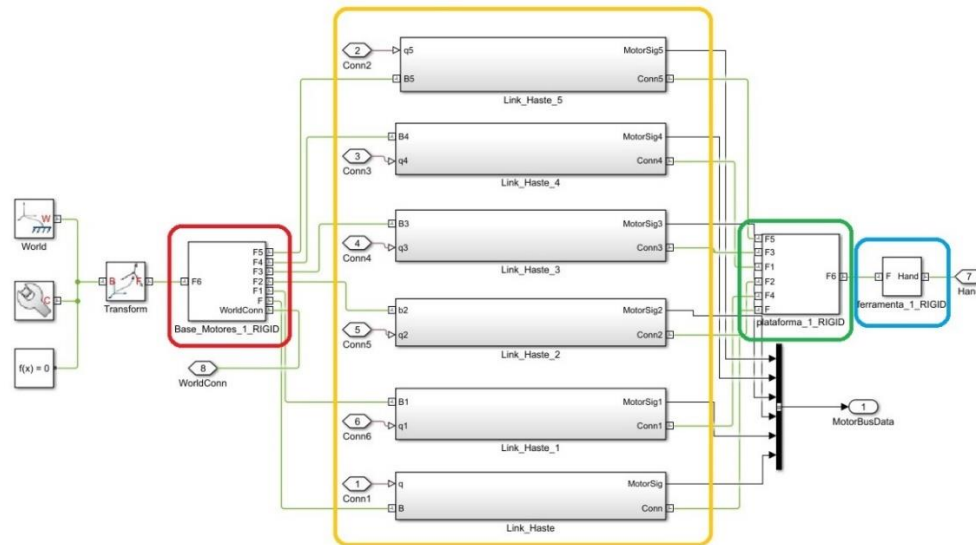 W
World
C
f(x) = 0
B
F
Transform
F6
F5
F4
F3
F2
F1
F
WorldConn
Base_Motores_1_RIGID
8
WorldConn
2
Conn2
q5
B5
MotorSig5
Conn5
Link_Haste_5
3
Conn3
B4
q4
MotorSig4
Conn4
Link_Haste_4
4
Conn4
B3
q3
MotorSig3
Conn3
Link_Haste_3
5
Conn5
b2
q2
MotorSig2
Conn2
Link_Haste_2
6
Conn6
B1
q1
MotorSig1
Conn1
Link_Haste_1
1
Conn1
q
B
MotorSig
Conn
Link_Haste
F5
F3
F1
F2
F4
F
F6
plataforma_1_RIGID
F
Hand
ferramenta_1_RIGID
7
Han
1
MotorBusData